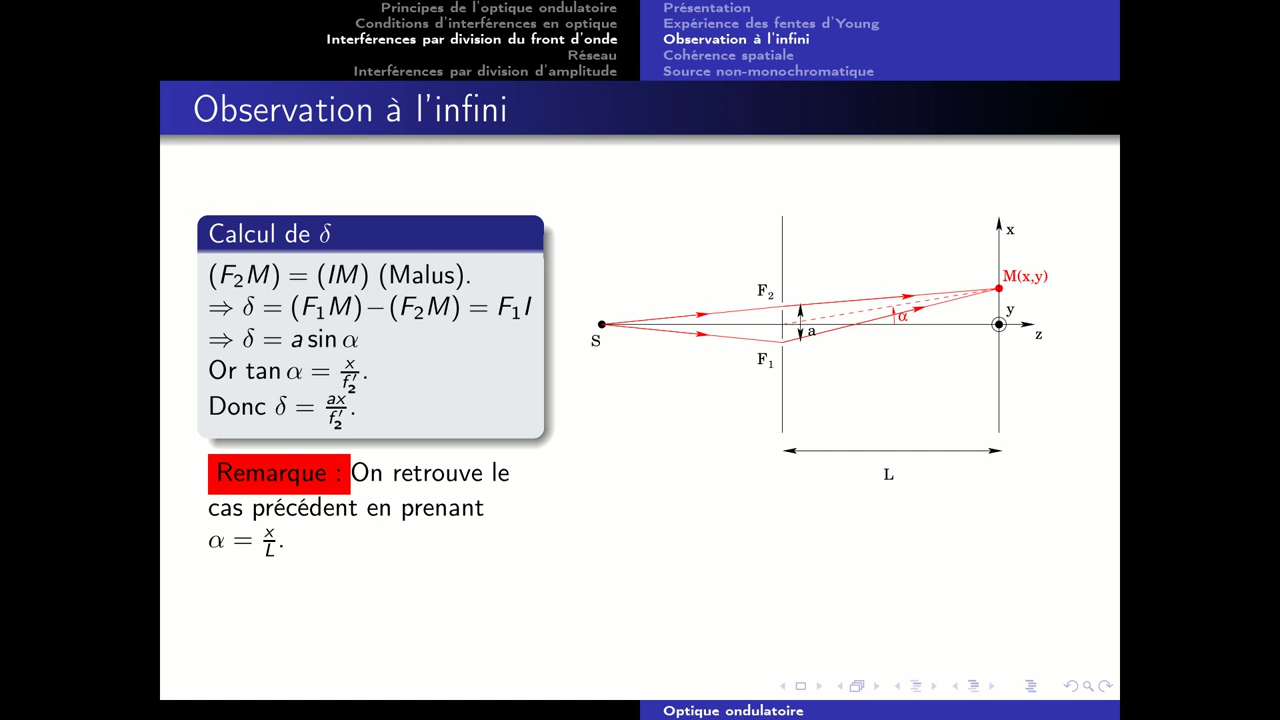 Principes de l'optique ondulatoire
Conditions d'interférences en optique
Interférences par division du front d'onde
Réseau
Interférences par division d'amplitude
Présentation
Expérience des fentes d'Young
Observation à l'infini
Cohérence spatiale
Source non-monochromatique
Observation à l'infini
Calcul de δ
(F₂M) = (IM) (Malus).
⇒ δ = (F₁M) − (F₂M) = F₁I
⇒ δ = a sin α
Or tan α = x/f′₂.
Donc δ = ax/f′₂.
Remarque : On retrouve le
cas précédent en prenant
α = x/L.
x
M(x,y)
F₂
y
α
a
S
z
F₁
L
Optique ondulatoire